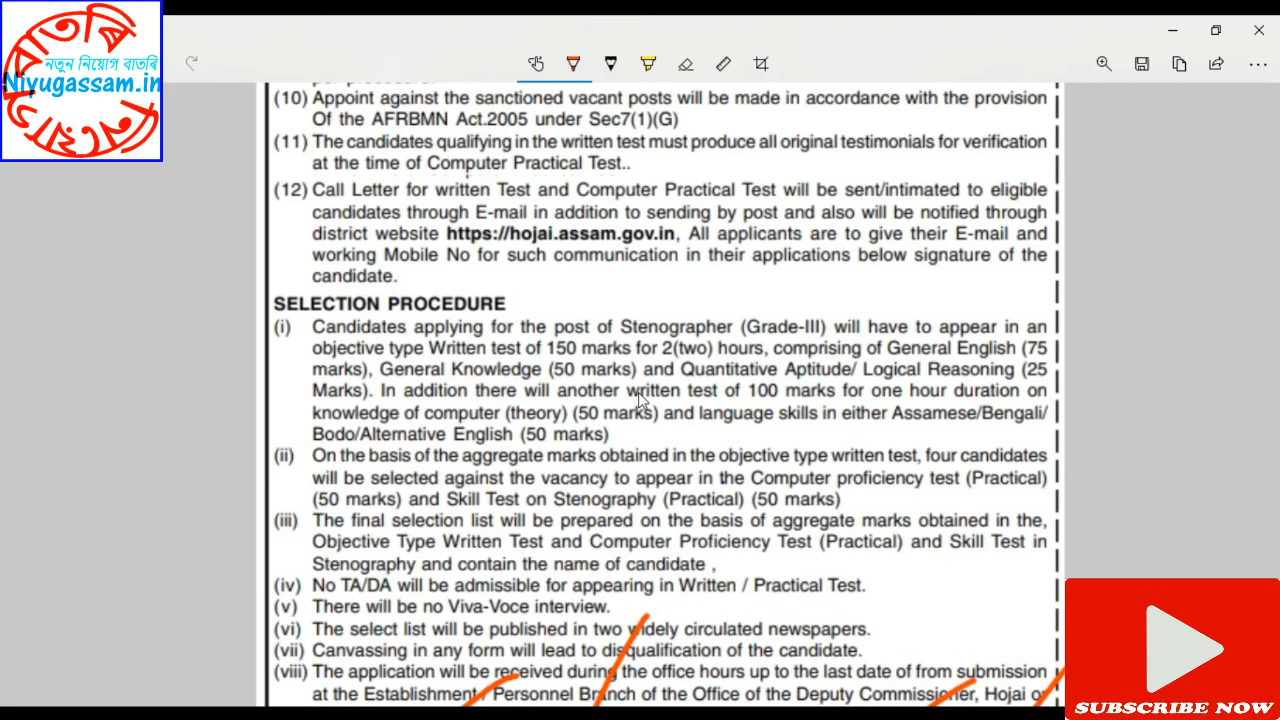 বাতৰি
নতুন নিয়োগ বাতৰি
Niyugassam.in
নিয়োগ
(10) Appoint against the sanctioned vacant posts will be made in accordance with the provision
Of the AFRBMN Act.2005 under Sec7(1)(G)
(11) The candidates qualifying in the written test must produce all original testimonials for verification
at the time of Computer Practical Test..
(12) Call Letter for written Test and Computer Practical Test will be sent/intimated to eligible
candidates through E-mail in addition to sending by post and also will be notified through
district website https://hojai.assam.gov.in, All applicants are to give their E-mail and
working Mobile No for such communication in their applications below signature of the
candidate.
SELECTION PROCEDURE
(i) Candidates applying for the post of Stenographer (Grade-III) will have to appear in an
objective type Written test of 150 marks for 2(two) hours, comprising of General English (75
marks), General Knowledge (50 marks) and Quantitative Aptitude/ Logical Reasoning (25
Marks). In addition there will another written test of 100 marks for one hour duration on
knowledge of computer (theory) (50 marks) and language skills in either Assamese/Bengali/
Bodo/Alternative English (50 marks)
(ii) On the basis of the aggregate marks obtained in the objective type written test, four candidates
will be selected against the vacancy to appear in the Computer proficiency test (Practical)
(50 marks) and Skill Test on Stenography (Practical) (50 marks)
(iii) The final selection list will be prepared on the basis of aggregate marks obtained in the,
Objective Type Written Test and Computer Proficiency Test (Practical) and Skill Test in
Stenography and contain the name of candidate ,
(iv) No TA/DA will be admissible for appearing in Written / Practical Test.
(v) There will be no Viva-Voce interview.
(vi) The select list will be published in two widely circulated newspapers.
(vii) Canvassing in any form will lead to disqualification of the candidate.
(viii) The application will be received during the office hours up to the last date of from submission
at the Establishment / Personnel Branch of the Office of the Deputy Commissioner, Hojai or
SUBSCRIBE NOW